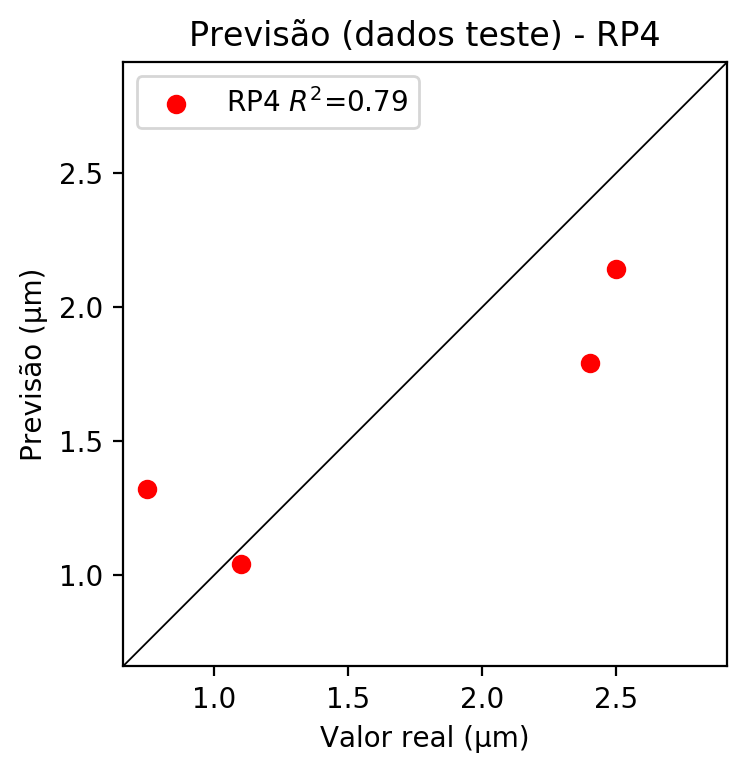 Previsão (dados teste) - RP4
RP4 R²=0.79
2.5
2.0
1.5
1.0
Previsão (μm)
1.0 1.5 2.0 2.5
Valor real (μm)